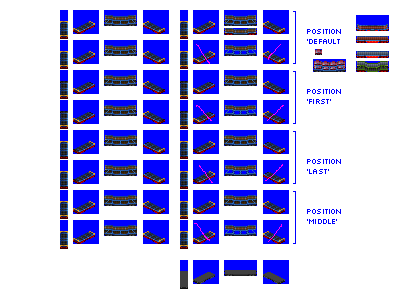 POSITION
'DEFAULT
POSITION
'FIRST'
POSITION
'LAST'
POSITION
'MIDDLE'